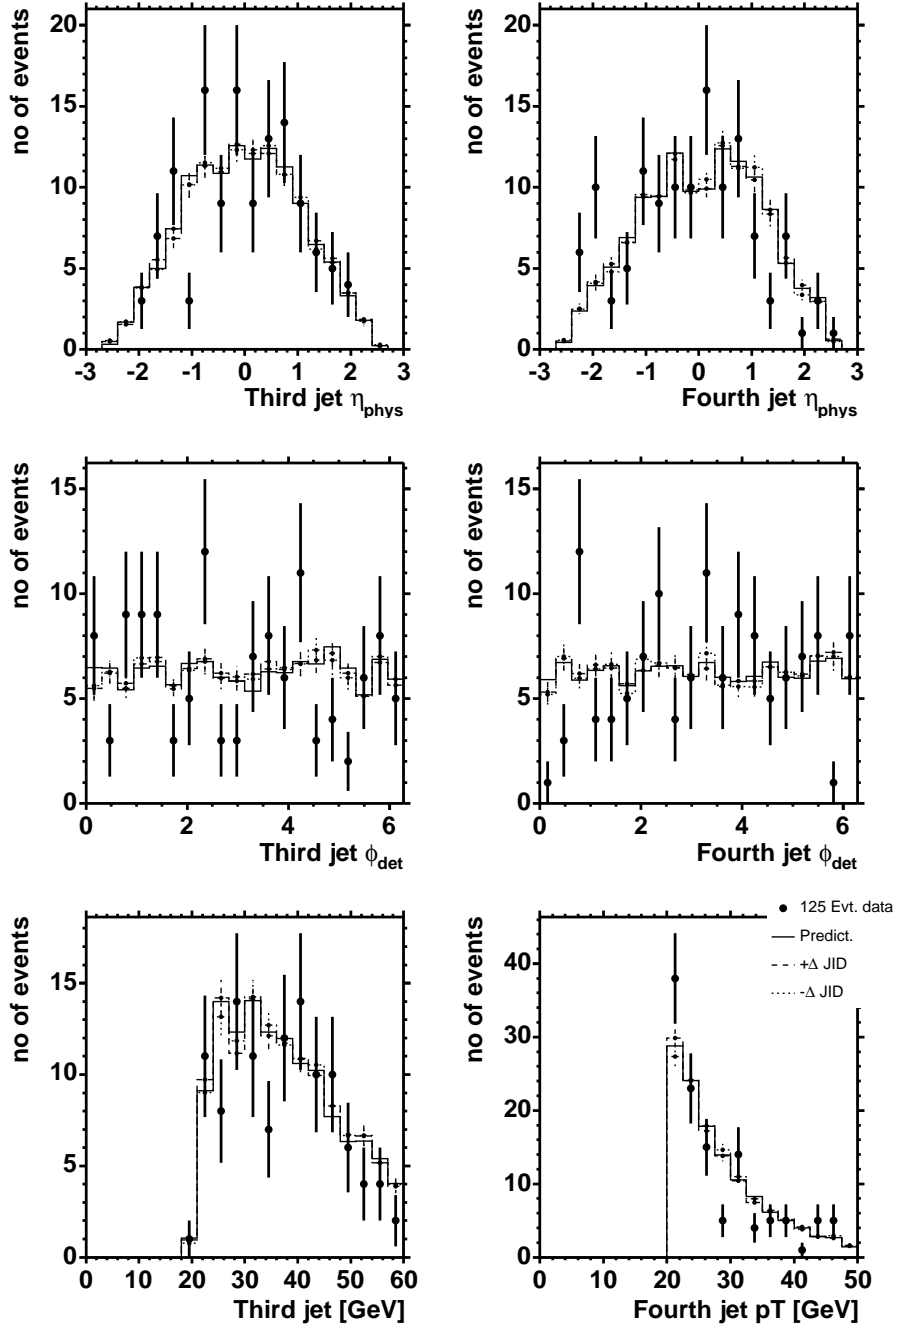 no of events
20
15
10
5
0
-3 -2 -1 0 1 2 3
Third jet η_phys
no of events
20
15
10
5
0
-3 -2 -1 0 1 2 3
Fourth jet η_phys
no of events
15
10
5
0
0 2 4 6
Third jet ϕ_det
no of events
15
10
5
0
0 2 4 6
Fourth jet ϕ_det
no of events
15
10
5
0
0 10 20 30 40 50 60
Third jet [GeV]
no of events
40
30
20
10
0
0 10 20 30 40 50
Fourth jet pT [GeV]
125 Evt. data
Predict.
+Δ JID
-Δ JID